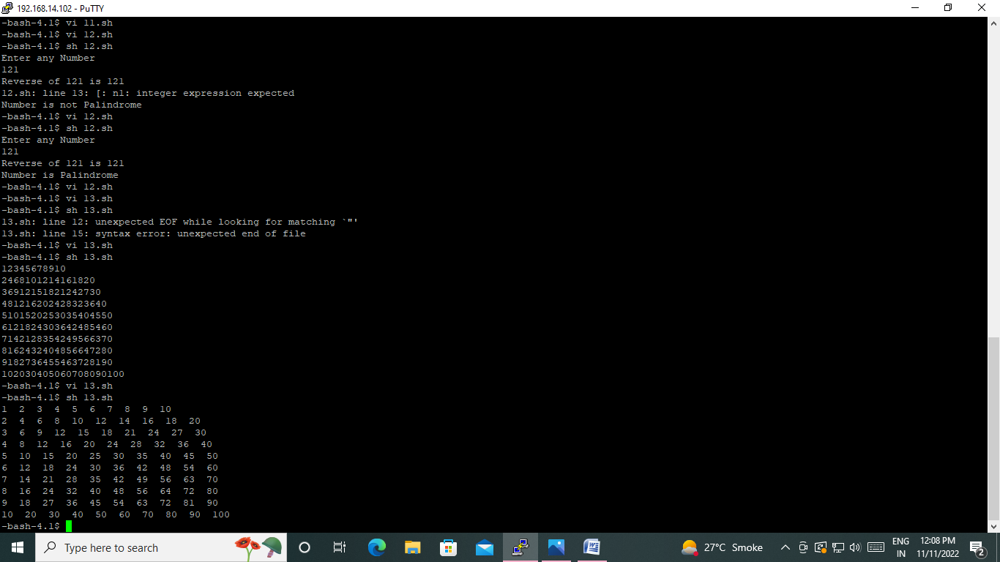 192.168.14.102 - PuTTY
-bash-4.1$ vi 11.sh
-bash-4.1$ vi 12.sh
-bash-4.1$ sh 12.sh
Enter any Number
121
Reverse of 121 is 121
12.sh: line 13: [: n1: integer expression expected
Number is not Palindrome
-bash-4.1$ vi 12.sh
-bash-4.1$ sh 12.sh
Enter any Number
121
Reverse of 121 is 121
Number is Palindrome
-bash-4.1$ vi 12.sh
-bash-4.1$ vi 13.sh
-bash-4.1$ sh 13.sh
13.sh: line 12: unexpected EOF while looking for matching `"'
13.sh: line 15: syntax error: unexpected end of file
-bash-4.1$ vi 13.sh
-bash-4.1$ sh 13.sh
12345678910
2468101214161820
36912151821242730
481216202428323640
5101520253035404550
6121824303642485460
7142128354249566370
8162432404856647280
9182736455463728190
102030405060708090100
-bash-4.1$ vi 13.sh
-bash-4.1$ sh 13.sh
1  2  3  4  5  6  7  8  9  10
2  4  6  8  10  12  14  16  18  20
3  6  9  12  15  18  21  24  27  30
4  8  12  16  20  24  28  32  36  40
5  10  15  20  25  30  35  40  45  50
6  12  18  24  30  36  42  48  54  60
7  14  21  28  35  42  49  56  63  70
8  16  24  32  40  48  56  64  72  80
9  18  27  36  45  54  63  72  81  90
10  20  30  40  50  60  70  80  90  100
-bash-4.1$
Type here to search
27°C Smoke
ENG
IN
12:08 PM
11/11/2022
2